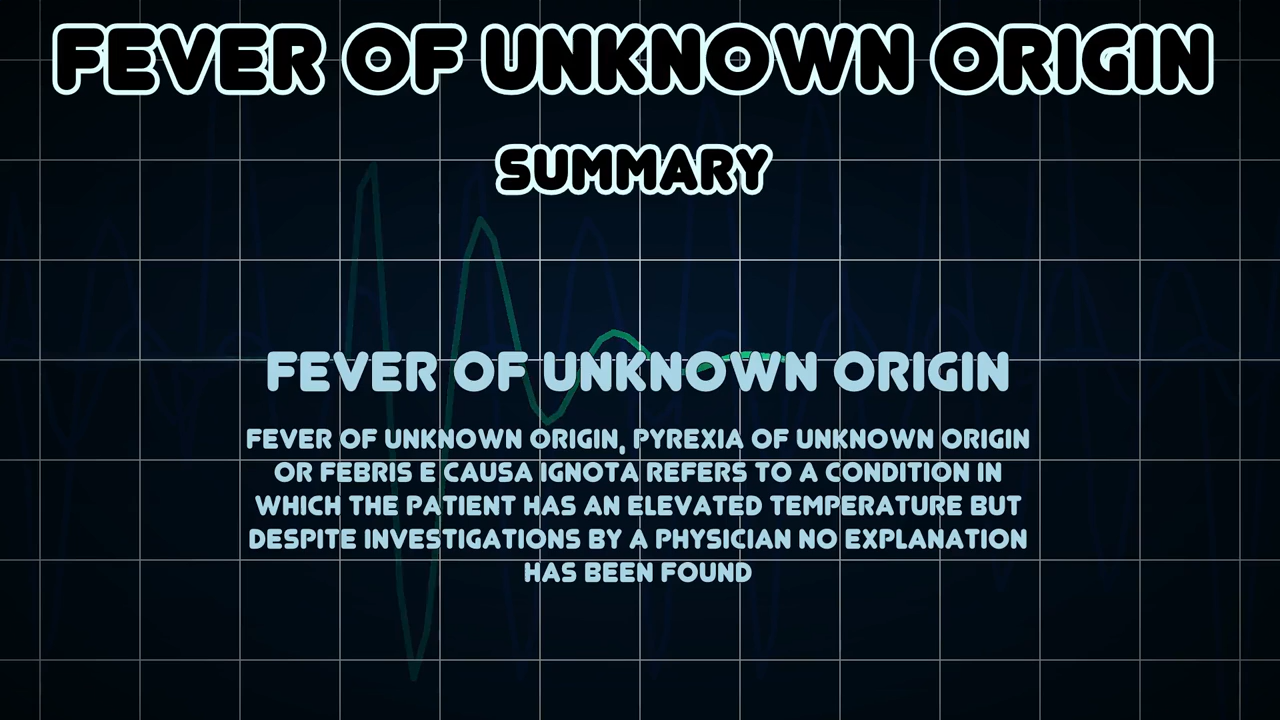 FEVER OF UNKNOWN ORIGIN
SUMMARY
FEVER OF UNKNOWN ORIGIN
FEVER OF UNKNOWN ORIGIN, PYREXIA OF UNKNOWN ORIGIN
OR FEBRIS E CAUSA IGNOTA REFERS TO A CONDITION IN
WHICH THE PATIENT HAS AN ELEVATED TEMPERATURE BUT
DESPITE INVESTIGATIONS BY A PHYSICIAN NO EXPLANATION
HAS BEEN FOUND